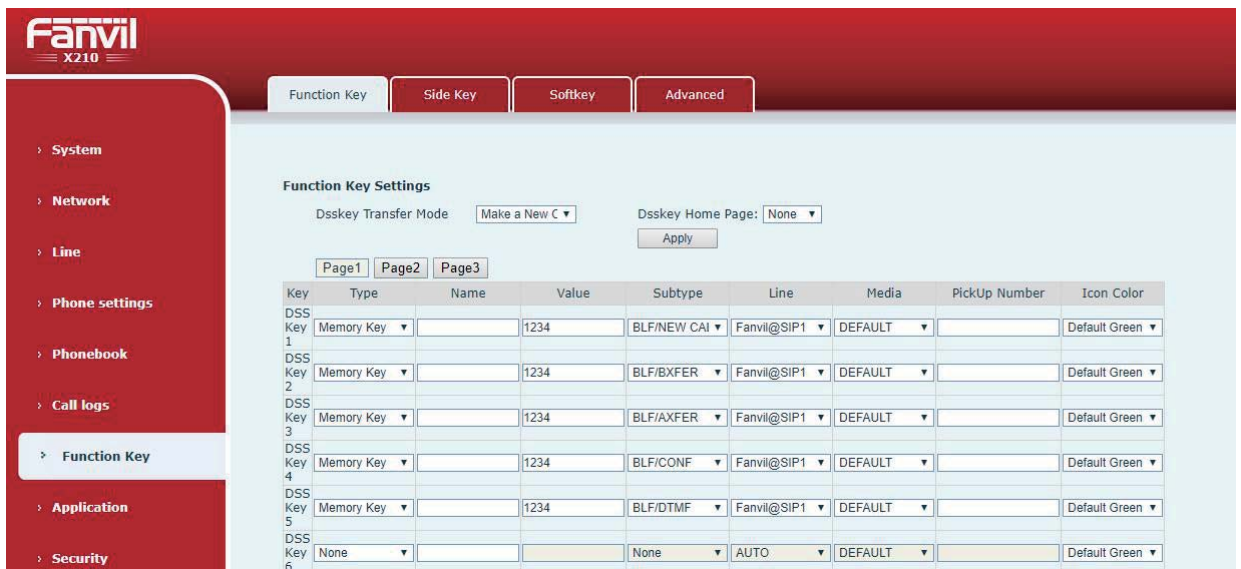 Fanvil
X210
Function Key Side Key Softkey Advanced
› System
› Network
› Line
› Phone settings
› Phonebook
› Call logs
› Function Key
› Application
› Security
Function Key Settings
Dsskey Transfer Mode Make a New C Dsskey Home Page: None
Apply
Page1 Page2 Page3
Key Type Name Value Subtype Line Media PickUp Number Icon Color
DSS Key 1 Memory Key 1234 BLF/NEW CAI Fanvil@SIP1 DEFAULT Default Green
DSS Key 2 Memory Key 1234 BLF/BXFER Fanvil@SIP1 DEFAULT Default Green
DSS Key 3 Memory Key 1234 BLF/AXFER Fanvil@SIP1 DEFAULT Default Green
DSS Key 4 Memory Key 1234 BLF/CONF Fanvil@SIP1 DEFAULT Default Green
DSS Key 5 Memory Key 1234 BLF/DTMF Fanvil@SIP1 DEFAULT Default Green
DSS Key 6 None None AUTO DEFAULT Default Green